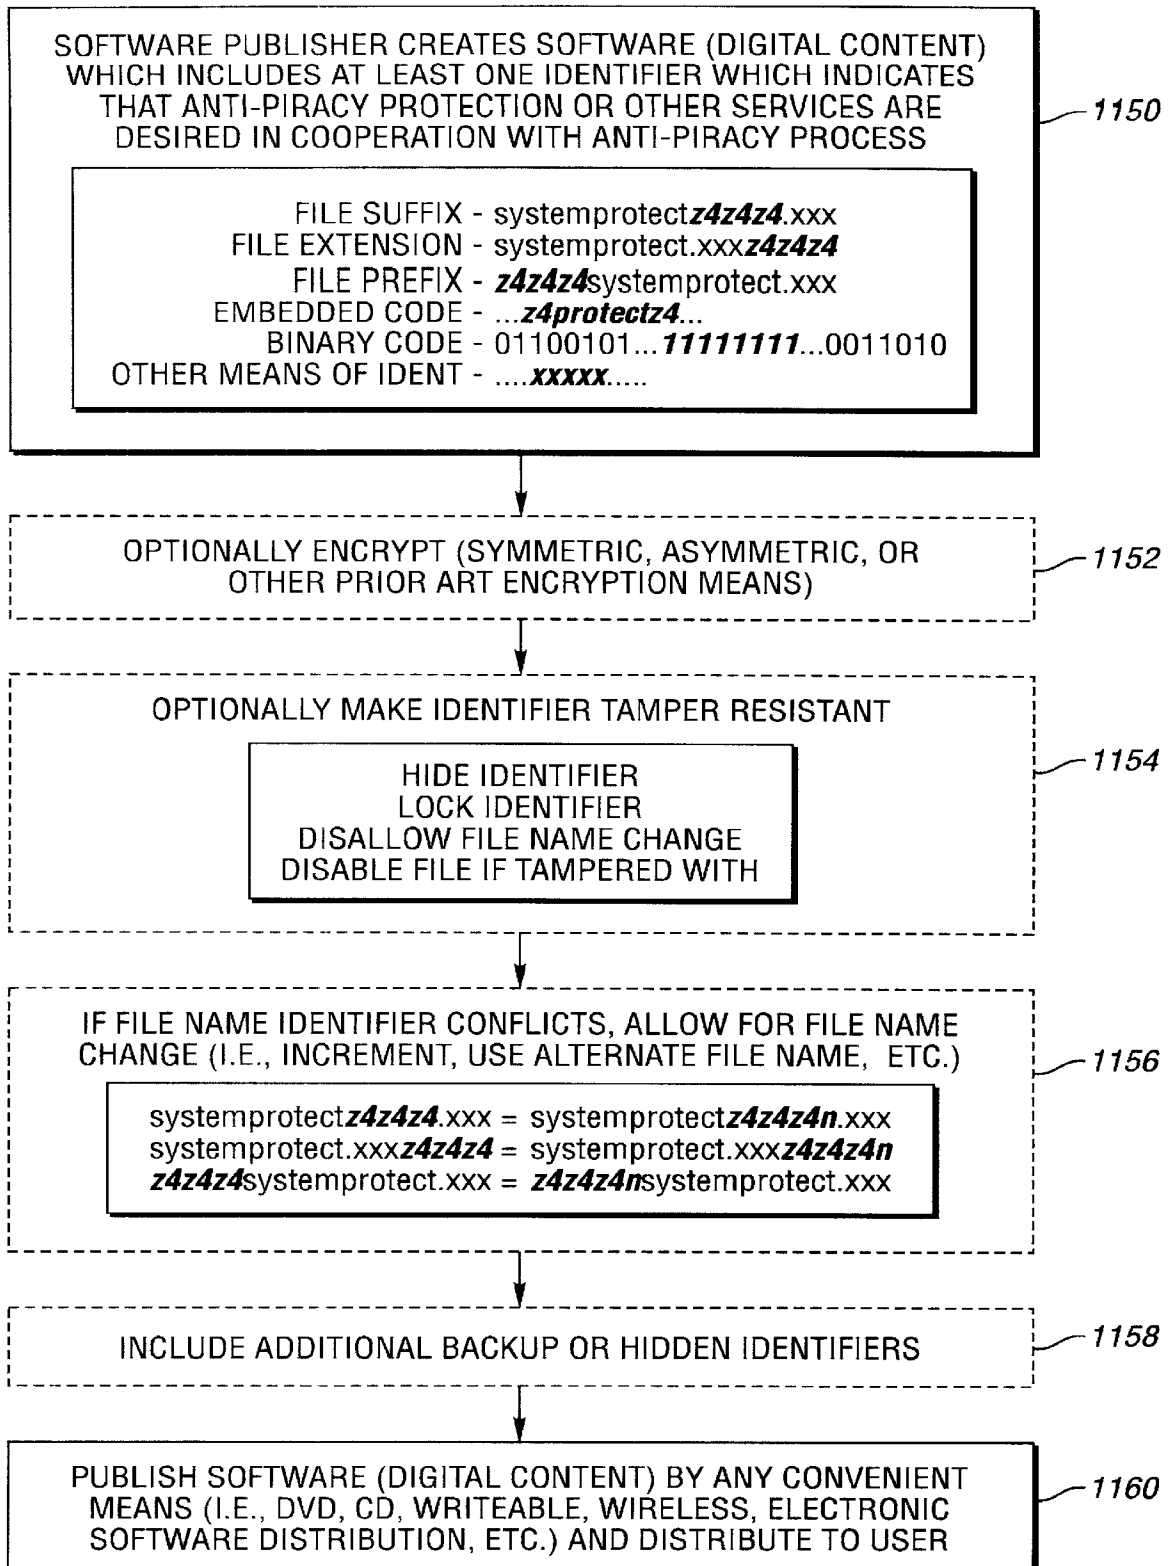 SOFTWARE PUBLISHER CREATES SOFTWARE (DIGITAL CONTENT)
WHICH INCLUDES AT LEAST ONE IDENTIFIER WHICH INDICATES
THAT ANTI-PIRACY PROTECTION OR OTHER SERVICES ARE
DESIRED IN COOPERATION WITH ANTI-PIRACY PROCESS
1150
FILE SUFFIX - systemprotectz4z4z4.xxx
FILE EXTENSION - systemprotect.xxxz4z4z4
FILE PREFIX - z4z4z4systemprotect.xxx
EMBEDDED CODE - ...z4protectz4...
BINARY CODE - 01100101...11111111...0011010
OTHER MEANS OF IDENT - ....xxxxx.....
OPTIONALLY ENCRYPT (SYMMETRIC, ASYMMETRIC, OR
OTHER PRIOR ART ENCRYPTION MEANS)
1152
OPTIONALLY MAKE IDENTIFIER TAMPER RESISTANT
1154
HIDE IDENTIFIER
LOCK IDENTIFIER
DISALLOW FILE NAME CHANGE
DISABLE FILE IF TAMPERED WITH
IF FILE NAME IDENTIFIER CONFLICTS, ALLOW FOR FILE NAME
CHANGE (I.E., INCREMENT, USE ALTERNATE FILE NAME, ETC.)
1156
systemprotectz4z4z4.xxx = systemprotectz4z4z4n.xxx
systemprotect.xxxz4z4z4 = systemprotect.xxxz4z4z4n
z4z4z4systemprotect.xxx = z4z4z4nsystemprotect.xxx
INCLUDE ADDITIONAL BACKUP OR HIDDEN IDENTIFIERS
1158
PUBLISH SOFTWARE (DIGITAL CONTENT) BY ANY CONVENIENT
MEANS (I.E., DVD, CD, WRITEABLE, WIRELESS, ELECTRONIC
SOFTWARE DISTRIBUTION, ETC.) AND DISTRIBUTE TO USER
1160